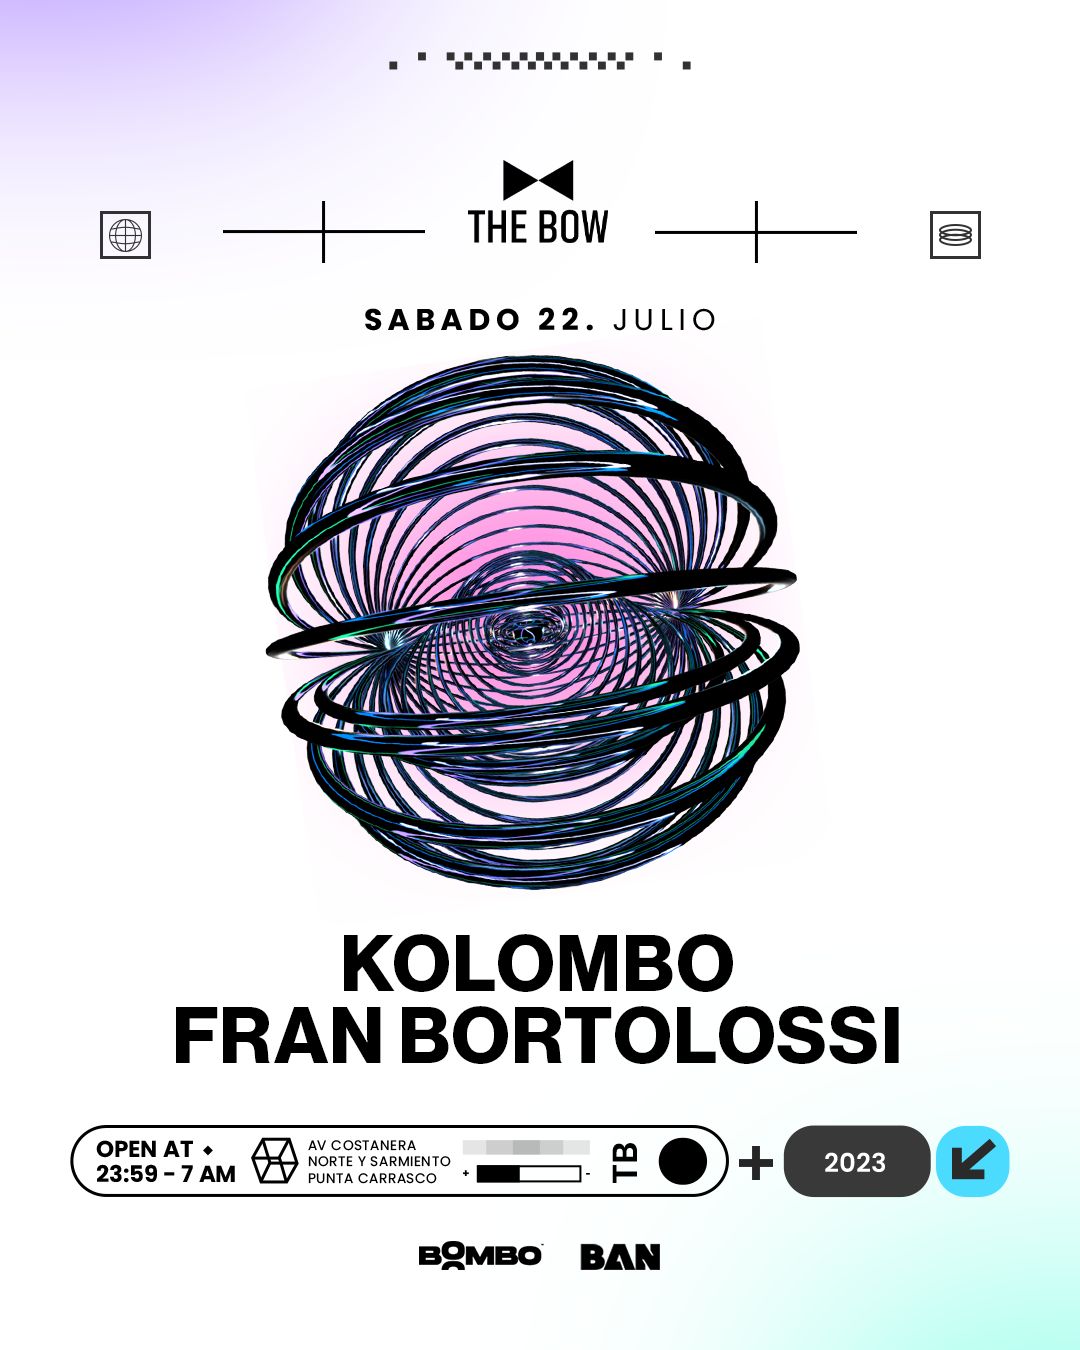 THE BOW
SABADO 22. JULIO
KOLOMBO
FRAN BORTOLOSSI
OPEN AT
23:59 - 7 AM
AV COSTANERA
NORTE Y SARMIENTO
PUNTA CARRASCO
+ -
TB
+
2023
BOMBO
BAN